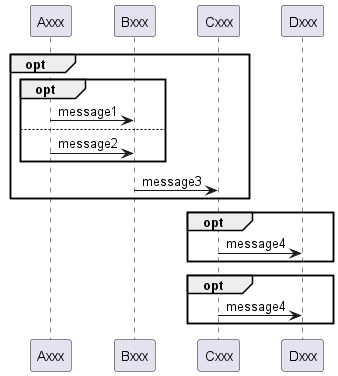 Axxx Bxxx Cxxx Dxxx
opt
opt
message1
message2
message3
opt
message4
opt
message4
Axxx Bxxx Cxxx Dxxx